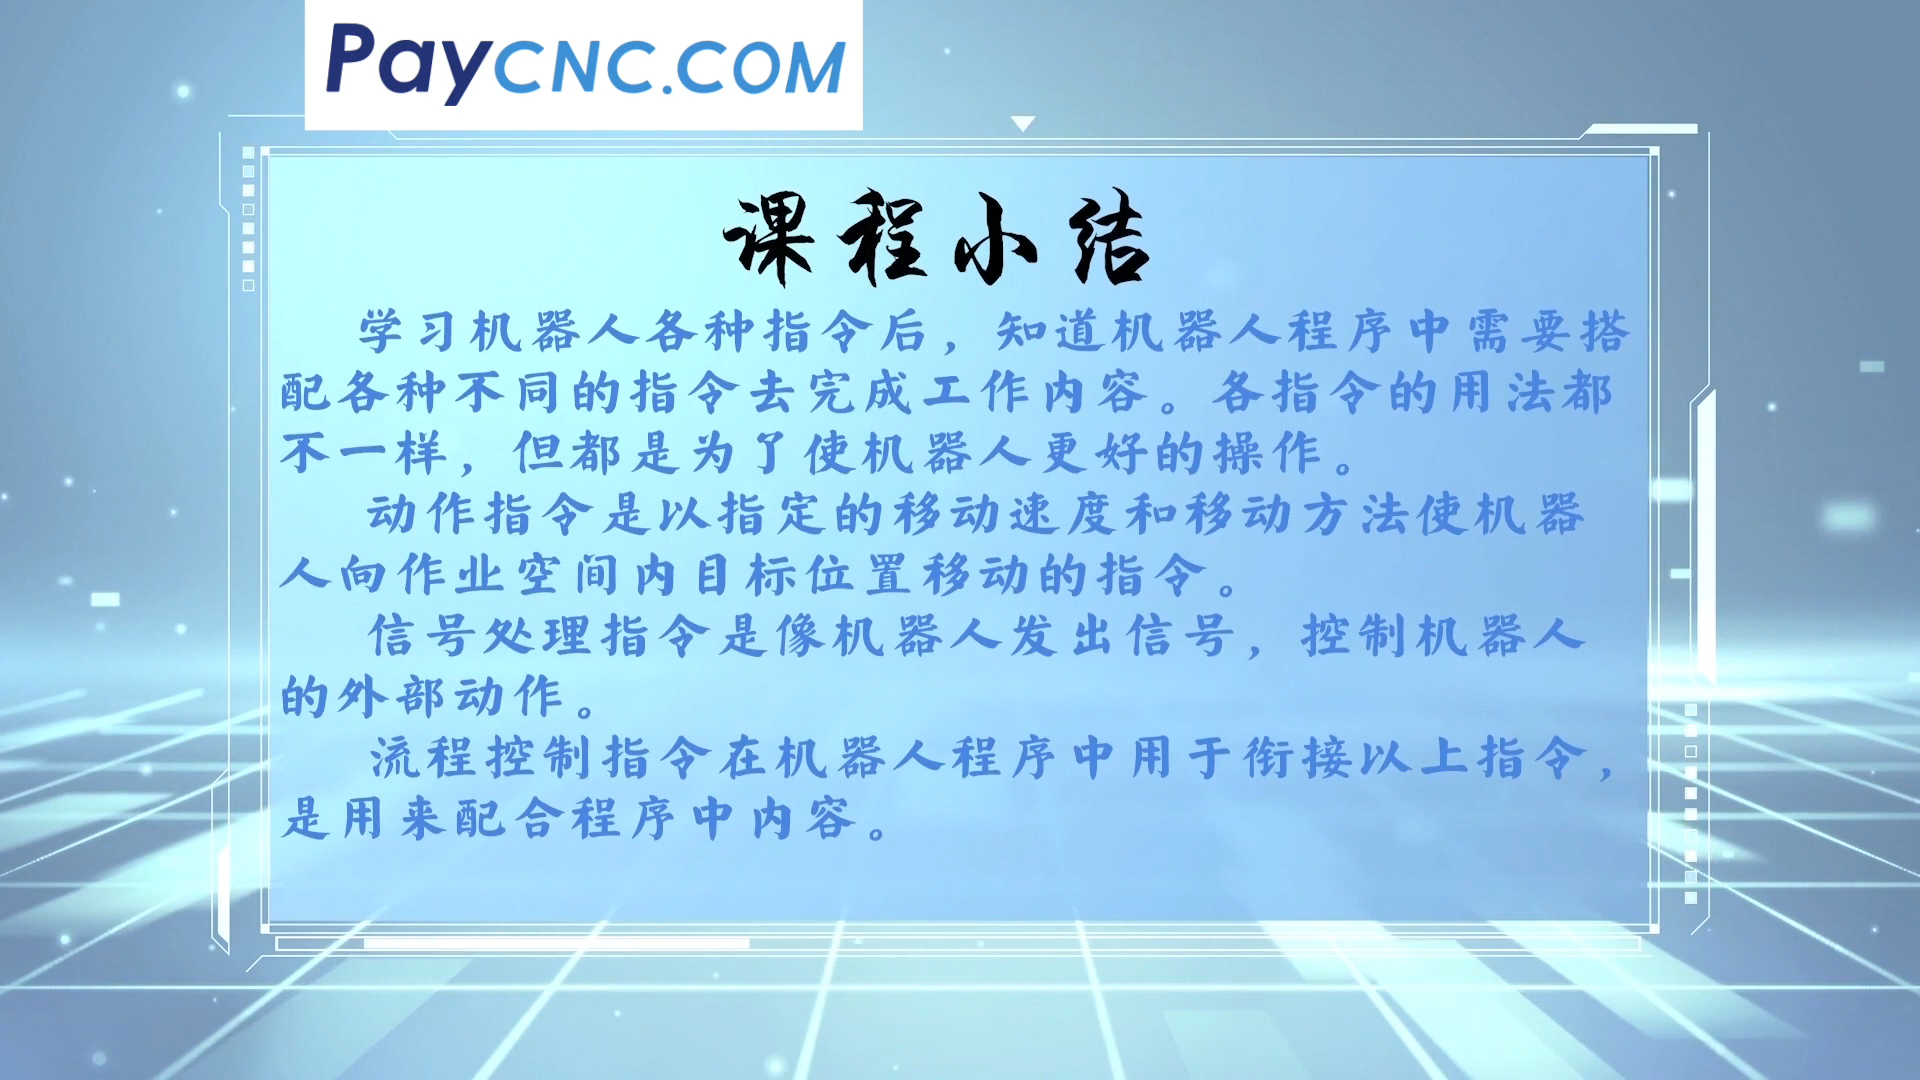 PayCNC.COM
课程小结
学习机器人各种指令后，知道机器人程序中需要搭
配各种不同的指令去完成工作内容。各指令的用法都
不一样，但都是为了使机器人更好的操作。
动作指令是以指定的移动速度和移动方法使机器
人向作业空间内目标位置移动的指令。
信号处理指令是像机器人发出信号，控制机器人
的外部动作。
流程控制指令在机器人程序中用于衔接以上指令，
是用来配合程序中内容。